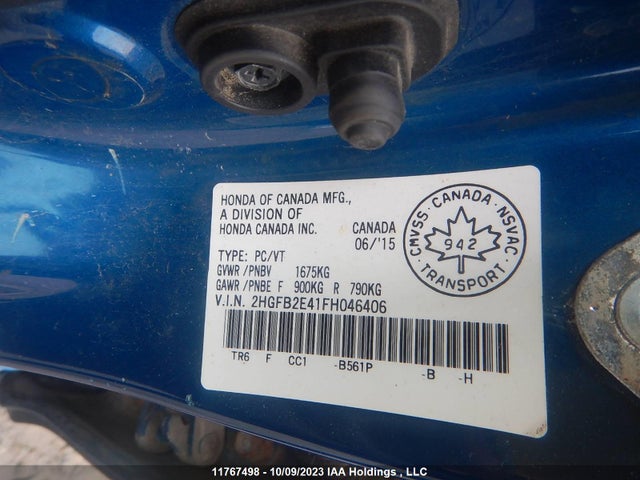 HONDA OF CANADA MFG.,
A DIVISION OF
HONDA CANADA INC. CANADA
06/'15
TYPE: PC/VT
GVWR/PNBV 1675KG
GAWR/PNBE F 900KG R 790KG
V.I.N. 2HGFB2E41FH046406
TR6 F CC1 -B561P -B -H
CMVSS·CANADA·NSVAC
942
TRANSPORT
11767498 - 10/09/2023 IAA Holdings , LLC